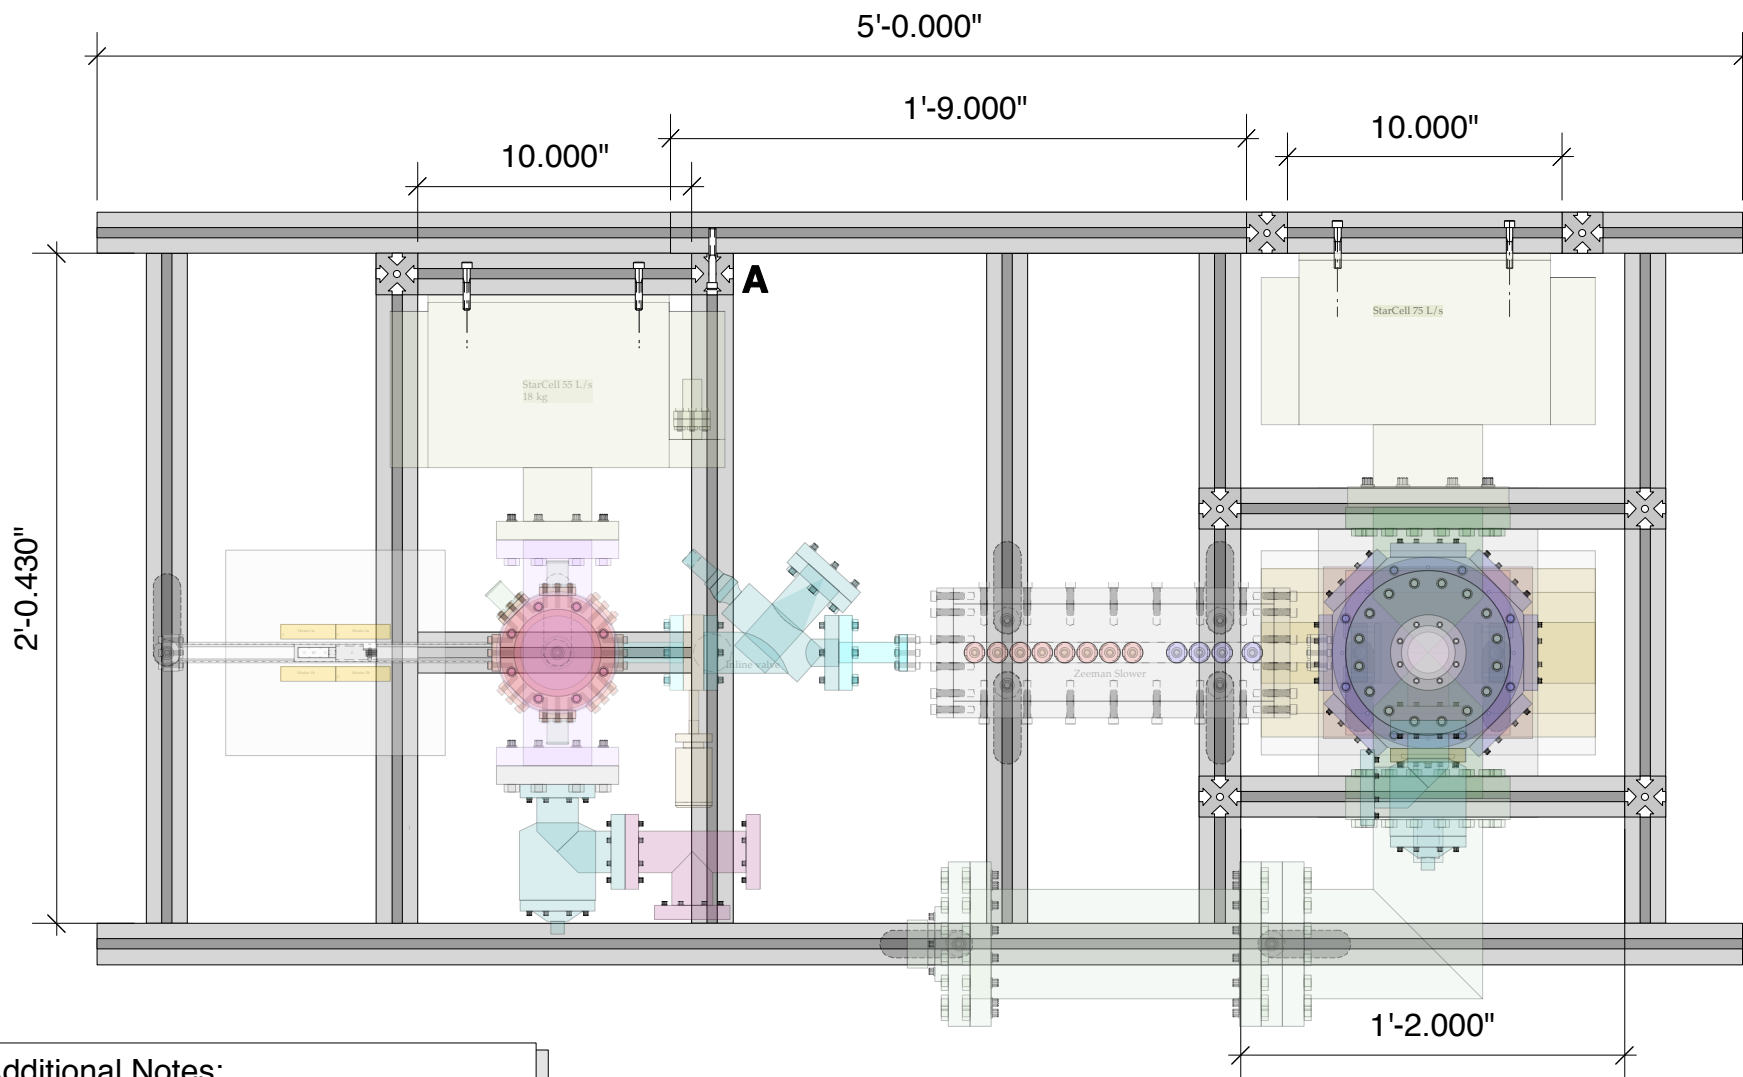 5'-0.000"
1'-9.000"
10.000"
10.000"
A
StarCell 75 L/s
StarCell 55 L/s
18 kg
2'-0.430"
Inline valve
Zeeman Slower
1'-2.000"
dditional Notes: